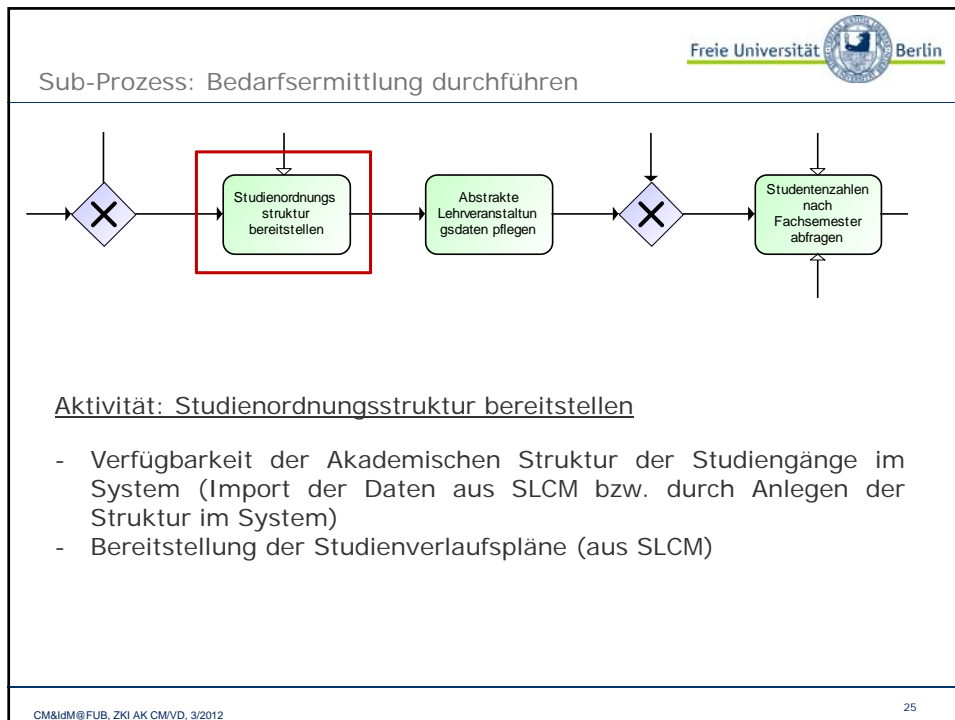 Freie Universität Berlin
Sub-Prozess: Bedarfsermittlung durchführen
Studienordnungs
struktur
bereitstellen
Abstrakte
Lehrveranstaltun
gsdaten pflegen
Studentenzahlen
nach
Fachsemester
abfragen
Aktivität: Studienordnungsstruktur bereitstellen
- Verfügbarkeit der Akademischen Struktur der Studiengänge im
System (Import der Daten aus SLCM bzw. durch Anlegen der
Struktur im System)
- Bereitstellung der Studienverlaufspläne (aus SLCM)
CM&IdM@FUB, ZKI AK CM/VD, 3/2012
25